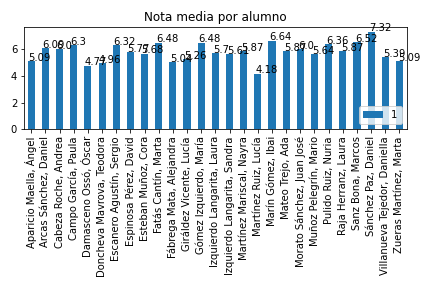 Nota media por alumno
5.09
6.0
6.3
4.77
4.96
6.32
5.77
5.68
6.48
5.04
5.26
6.48
5.7
5.87
4.18
6.64
5.87
6.0
5.64
6.36
5.87
6.52
7.32
5.39
5.09
6
4
2
0
1
Aparicio Maella, Ángel
Arcas Sánchez, Daniel
Cabeza Roche, Andrea
Campo García, Paula
Damasceno Ossó, Óscar
Doncheva Mavrova, Teodora
Escanero Agustín, Sergio
Espinosa Pérez, David
Esteban Muñoz, Cora
Fatás Cantín, Marta
Fábrega Mata, Alejandra
Giráldez Vicente, Lucía
Gómez Izquierdo, María
Izquierdo Langarita, Laura
Izquierdo Langarita, Sandra
Martínez Mariscal, Nayra
Martínez Ruiz, Lucía
Marín Gómez, Ibai
Mateo Trejo, Ada
Morato Sánchez, Juan José
Muñoz Pelegrín, Mario
Pulido Ruiz, Nuria
Raja Herranz, Laura
Sanz Bona, Marcos
Sánchez Paz, Daniel
Villanueva Tejedor, Daniella
Zueras Martínez, Marta